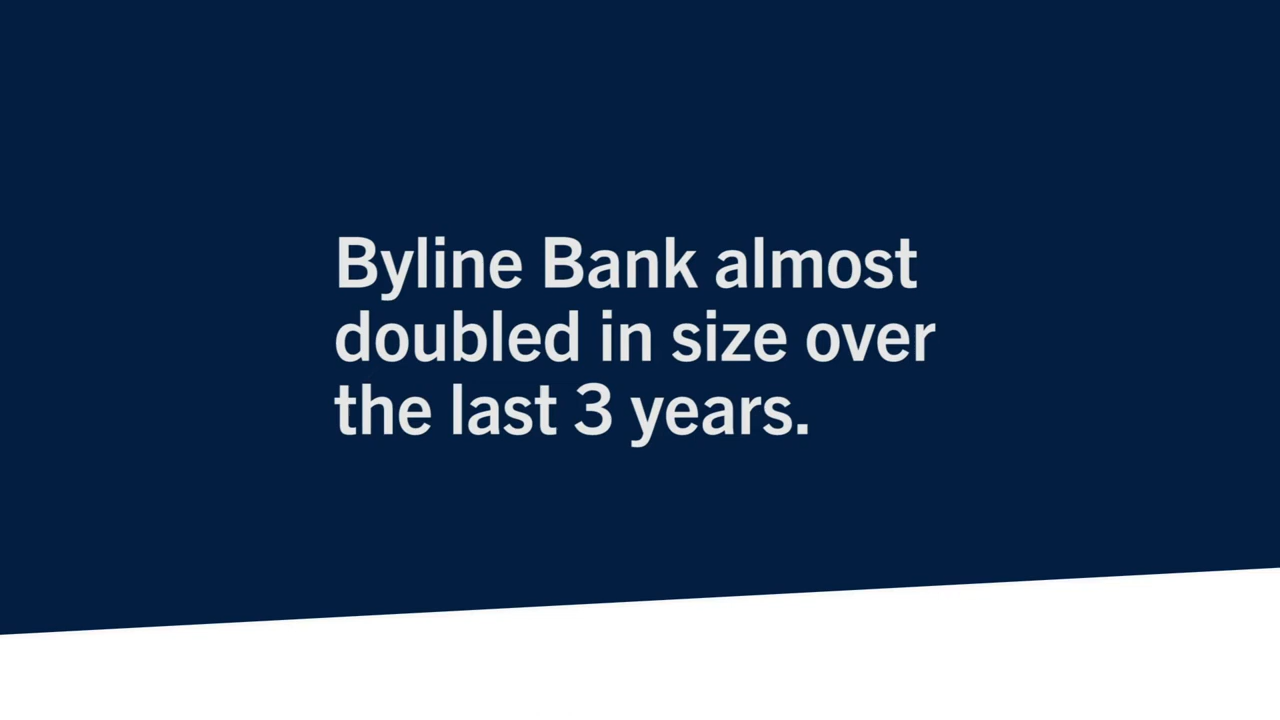 Byline Bank almost
doubled in size over
the last 3 years.